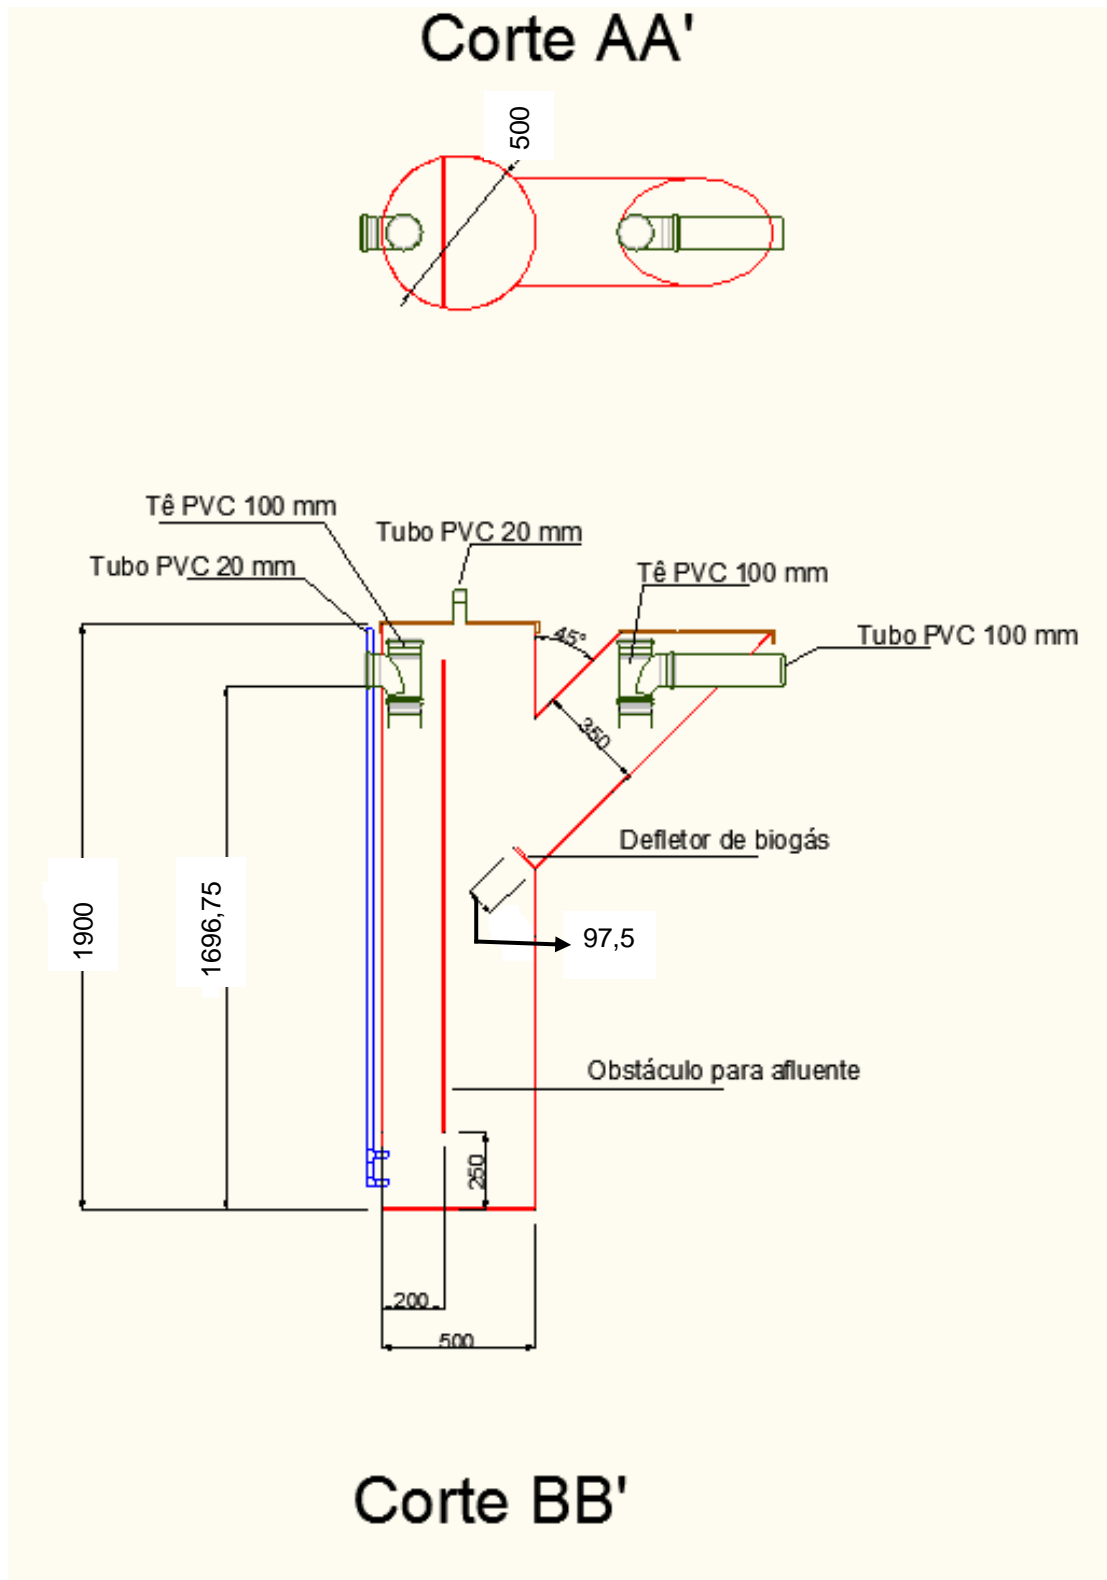 Corte AA'
500
Tê PVC 100 mm
Tubo PVC 20 mm
Tubo PVC 20 mm
Tê PVC 100 mm
45°
Tubo PVC 100 mm
350
Defletor de biogás
1900
1696,75
97,5
Obstáculo para afluente
250
200
500
Corte BB'